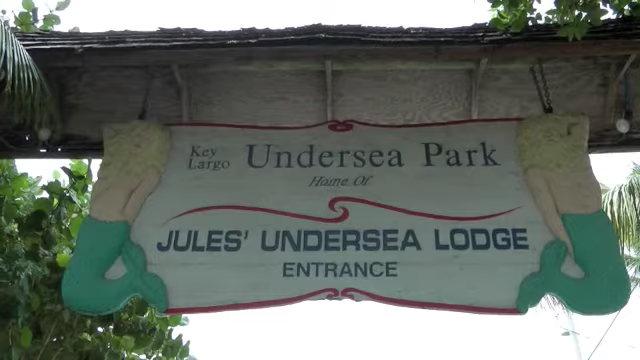 Key Largo Undersea Park
Home Of
JULES' UNDERSEA LODGE
ENTRANCE